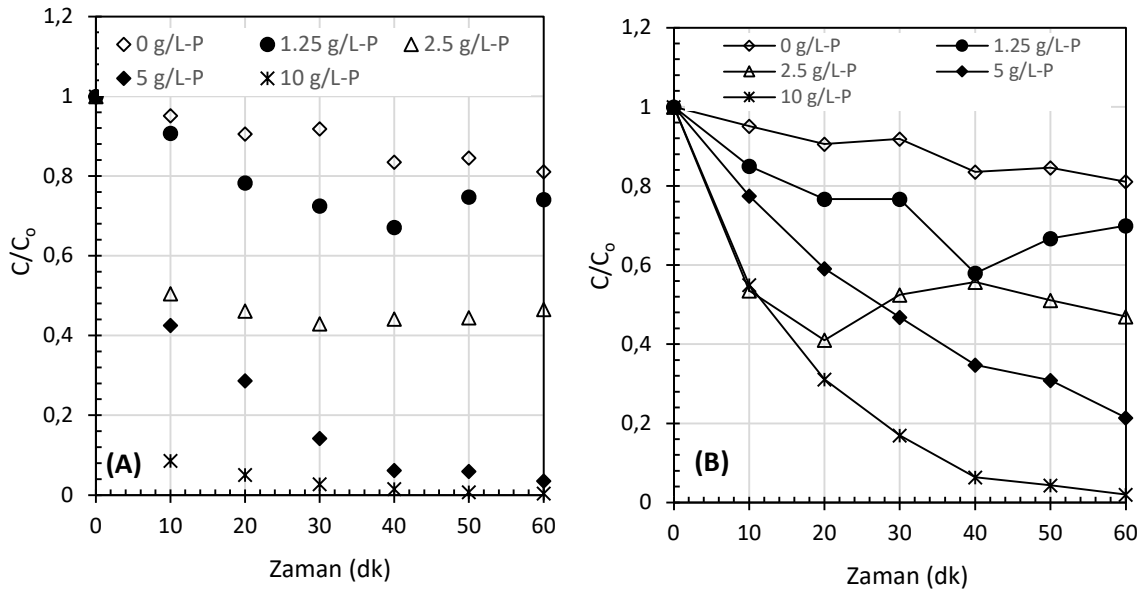 1,2
0 g/L-P 1.25 g/L-P 2.5 g/L-P
5 g/L-P 10 g/L-P
1
0,8
0,6
0,4
0,2
0
C/Co
(A)
0 10 20 30 40 50 60
Zaman (dk)
1,2
0 g/L-P 1.25 g/L-P
2.5 g/L-P 5 g/L-P
10 g/L-P
1
0,8
0,6
0,4
0,2
0
C/Co
(B)
0 10 20 30 40 50 60
Zaman (dk)